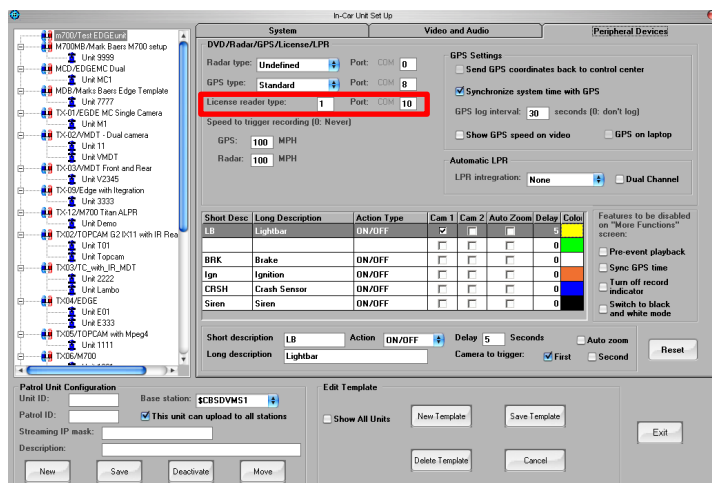 In-Car Unit Set Up
m700/Test EDGEunit
M700MB/Mark Baers M700 setup
Unit 9999
MCD/EDGEMC Dual
Unit MC1
MDB/Marks Baers Edge Template
Unit 7777
TX-01/EGDE MC Single Camera
Unit M1
TX-02/VMDT - Dual camera
Unit 11
Unit VMDT
TX-03/VMDT Front and Rear
Unit V2345
TX-09/Edge with Itegration
Unit 3333
TX-12/M700 Titan ALPR
Unit Demo
TX02/TOPCAM G2 IX11 with IR Rea
Unit T01
Unit Topcam
TX03/TC_with_IR_MDT
Unit 2222
Unit Lambo
TX04/EDGE
Unit E01
Unit E333
TX05/TOPCAM with Mpeg4
Unit 1111
TX06/M700
System Video and Audio Peripheral Devices
DVD/Radar/GPS/License/LPR
Radar type: Undefined Port: COM 0
GPS type: Standard Port: COM 8
License reader type: 1 Port: COM 10
Speed to trigger recording (0: Never)
GPS: 100 MPH
Radar: 100 MPH
GPS Settings
Send GPS coordinates back to control center
Synchronize system time with GPS
GPS log interval: 30 seconds (0: don't log)
Show GPS speed on video GPS on laptop
Automatic LPR
LPR intregration: None Dual Channel
Short Desc Long Description Action Type Cam 1 Cam 2 Auto Zoom Delay Color
LB Lightbar ON/OFF 5
0
BRK Brake ON/OFF 0
Ign Ignition ON/OFF 0
CRSH Crash Sensor ON/OFF 0
Siren Siren ON/OFF 0
Features to be disabled
on "More Functions"
screen:
Pre-event playback
Sync GPS time
Turn off record
indicator
Switch to black
and white mode
Short description LB Action ON/OFF Delay 5 Seconds Auto zoom
Long description Lightbar Camera to trigger: First Second
Reset
Patrol Unit Configuration
Unit ID: Base station: $CBSDVMS1
Patrol ID: This unit can upload to all stations
Streaming IP mask:
Description:
New Save Deactivate Move
Edit Template
Show All Units New Template Save Template
Delete Template Cancel
Exit